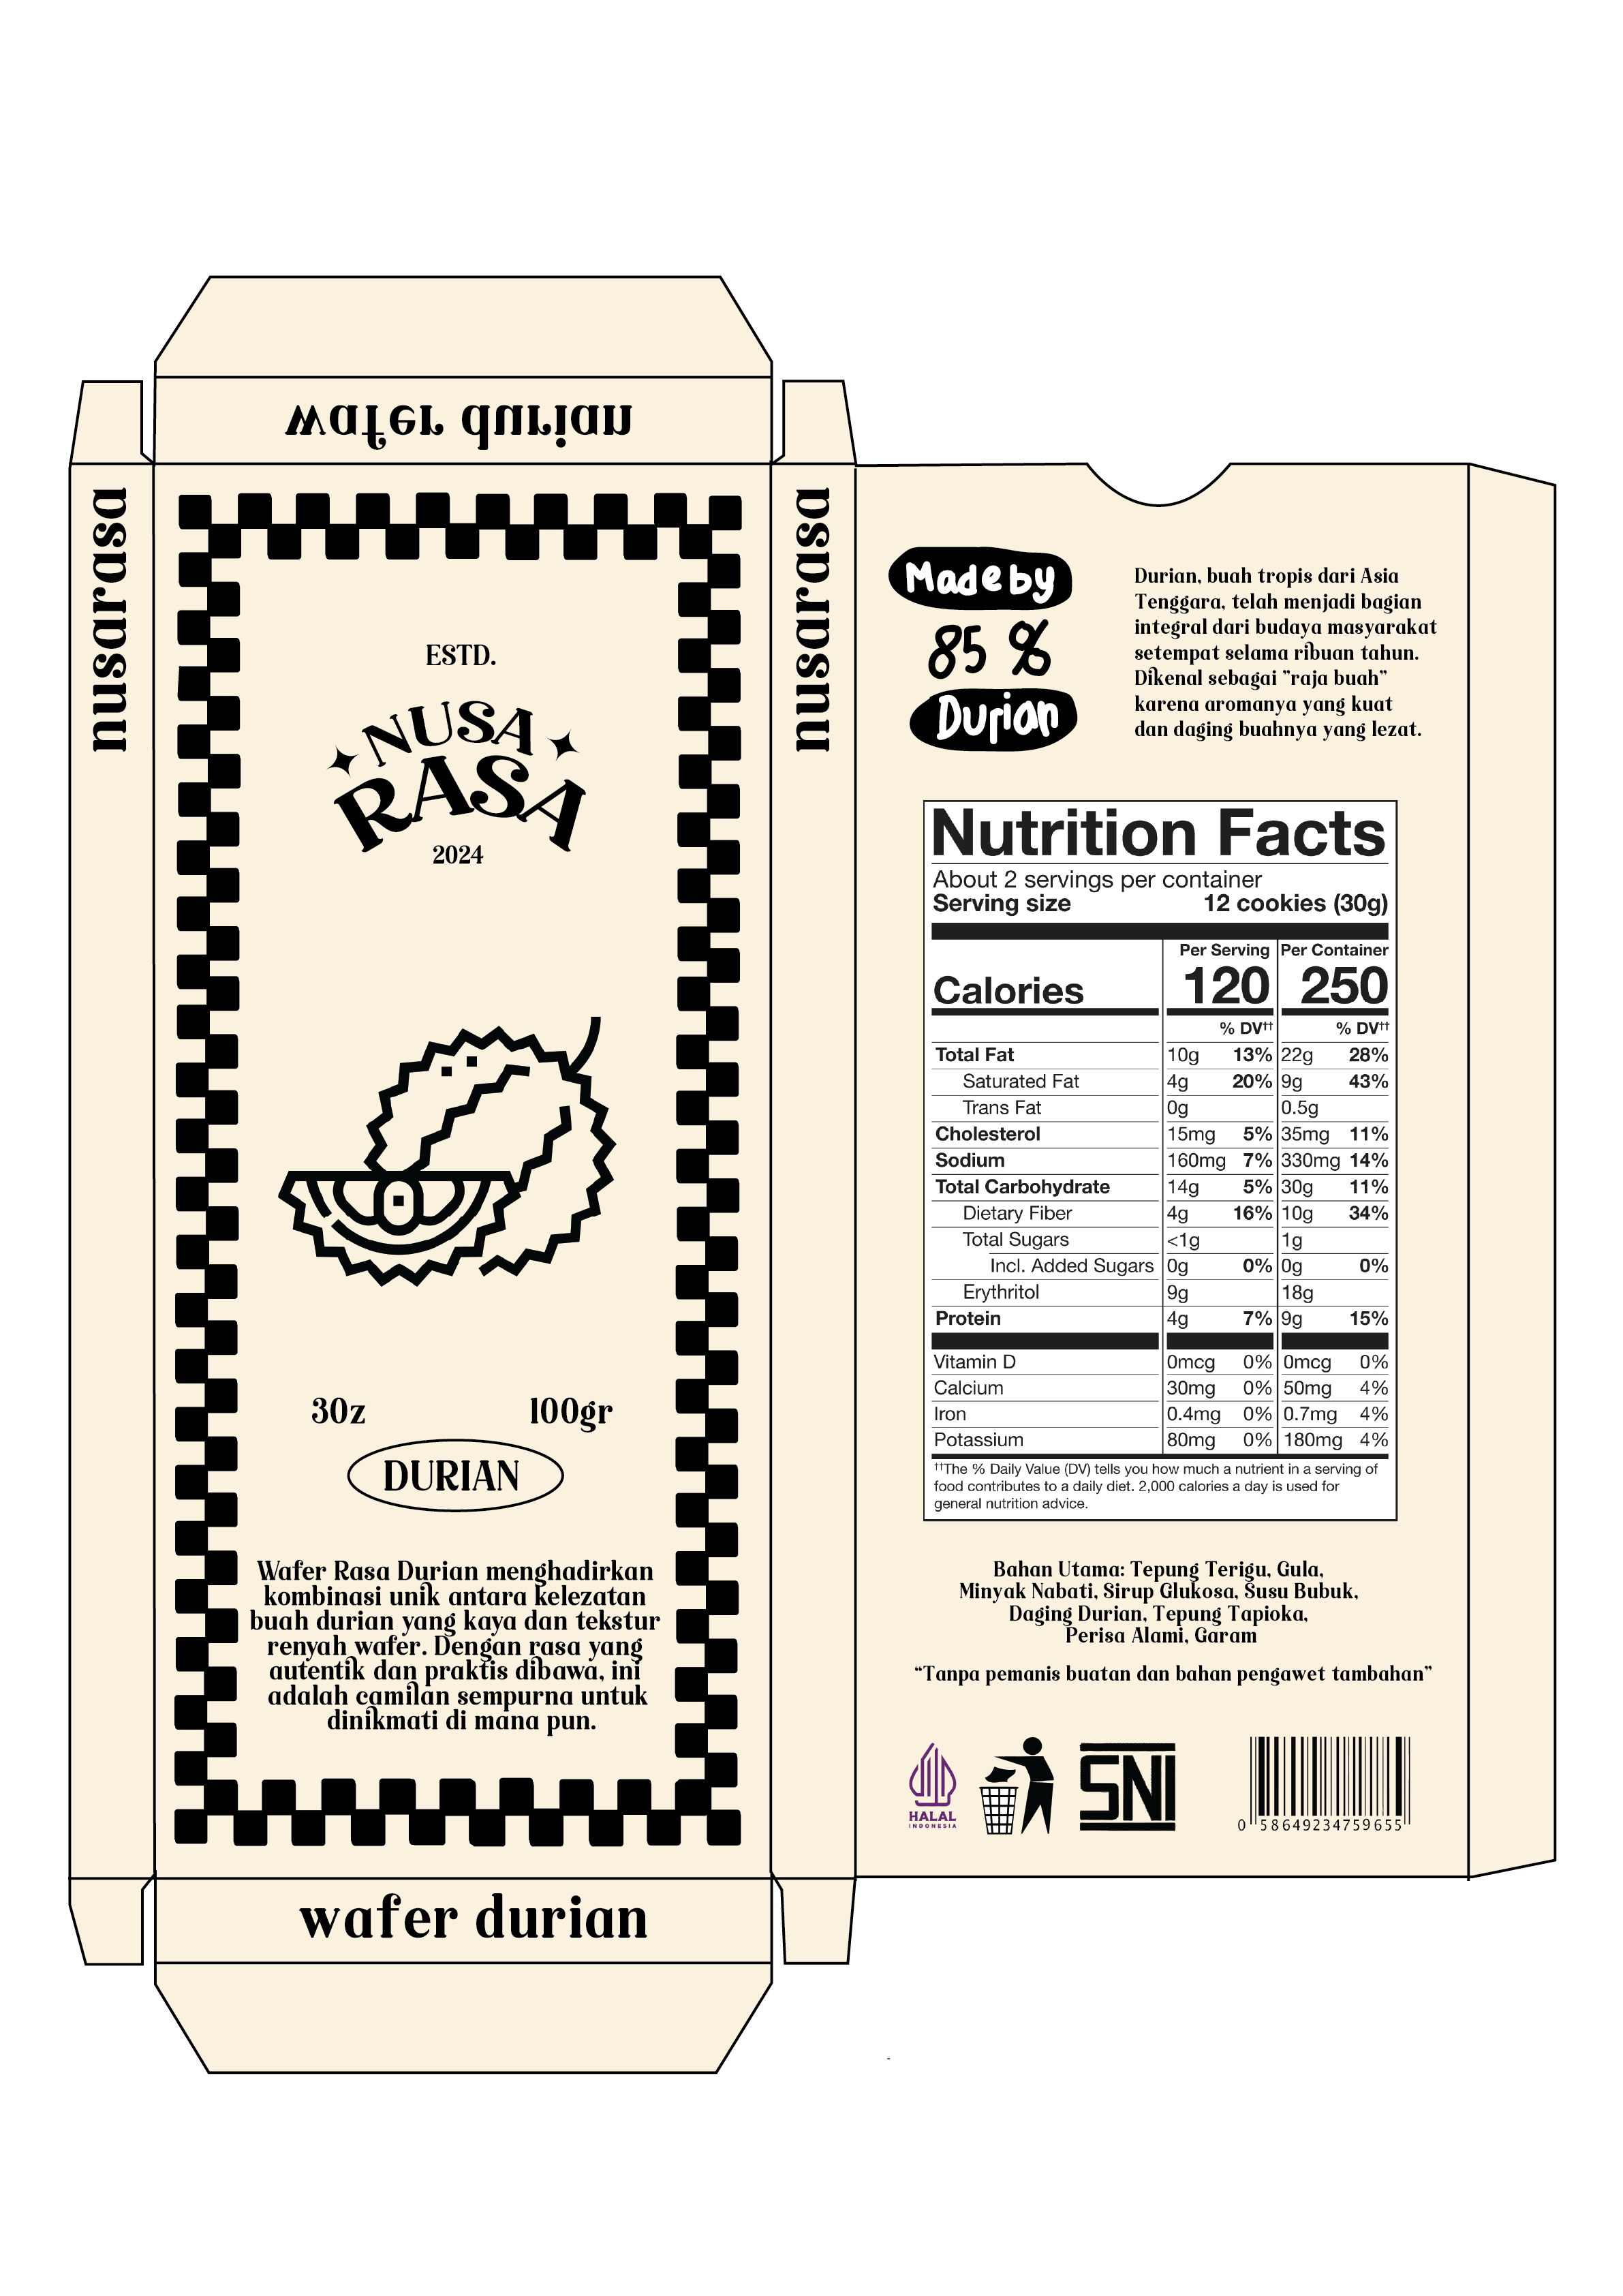 wafer durian
nusarasa
nusarasa
ESTD.
NUSA
RASA
2024
30z
100gr
DURIAN
Wafer Rasa Durian menghadirkan
kombinasi unik antara kelezatan
buah durian yang kaya dan tekstur
renyah wafer. Dengan rasa yang
autentik dan praktis dibawa, ini
adalah camilan sempurna untuk
dinikmati di mana pun.
wafer durian
Made by
85 %
Durian
Durian, buah tropis dari Asia
Tenggara, telah menjadi bagian
integral dari budaya masyarakat
setempat selama ribuan tahun.
Dikenal sebagai "raja buah"
karena aromanya yang kuat
dan daging buahnya yang lezat.
Nutrition Facts
About 2 servings per container
Serving size 12 cookies (30g)
Per Serving Per Container
Calories 120 250
% DV†† % DV††
Total Fat 10g 13% 22g 28%
Saturated Fat 4g 20% 9g 43%
Trans Fat 0g 0.5g
Cholesterol 15mg 5% 35mg 11%
Sodium 160mg 7% 330mg 14%
Total Carbohydrate 14g 5% 30g 11%
Dietary Fiber 4g 16% 10g 34%
Total Sugars <1g 1g
Incl. Added Sugars 0g 0% 0g 0%
Erythritol 9g 18g
Protein 4g 7% 9g 15%
Vitamin D 0mcg 0% 0mcg 0%
Calcium 30mg 0% 50mg 4%
Iron 0.4mg 0% 0.7mg 4%
Potassium 80mg 0% 180mg 4%
††The % Daily Value (DV) tells you how much a nutrient in a serving of
food contributes to a daily diet. 2,000 calories a day is used for
general nutrition advice.
Bahan Utama: Tepung Terigu, Gula,
Minyak Nabati, Sirup Glukosa, Susu Bubuk,
Daging Durian, Tepung Tapioka,
Perisa Alami, Garam
“Tanpa pemanis buatan dan bahan pengawet tambahan”
HALAL
INDONESIA
SNI
0 58649234759655